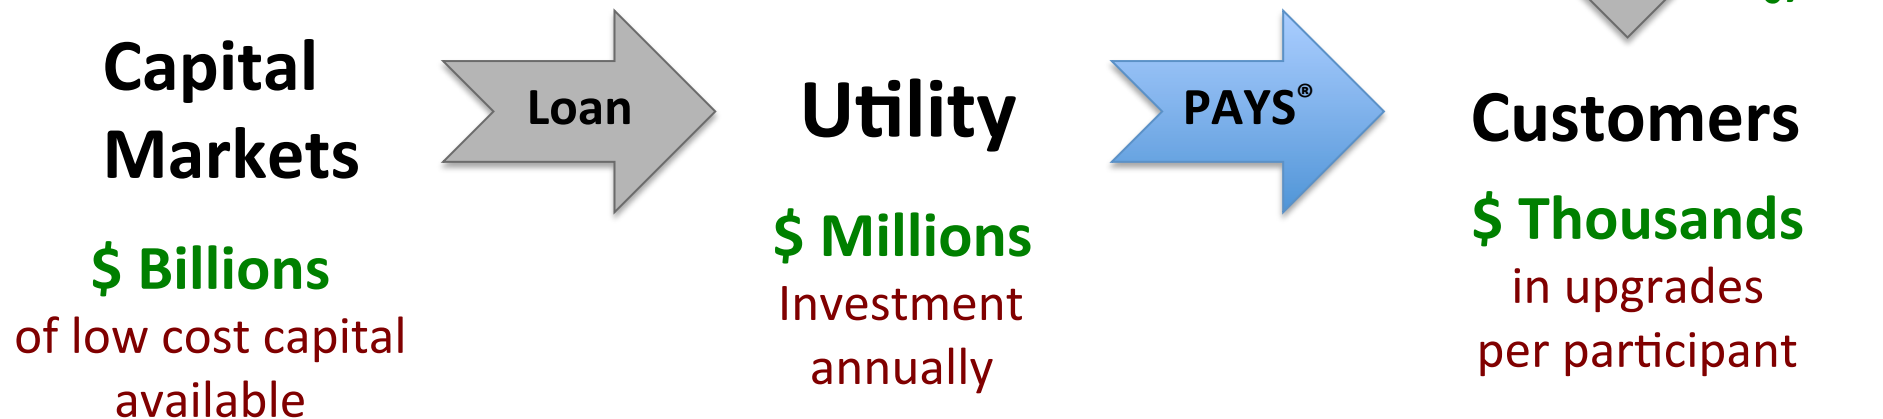 Capital
Markets
$ Billions
of low cost capital
available
Loan
Utility
$ Millions
Investment
annually
PAYS®
Customers
$ Thousands
in upgrades
per participant